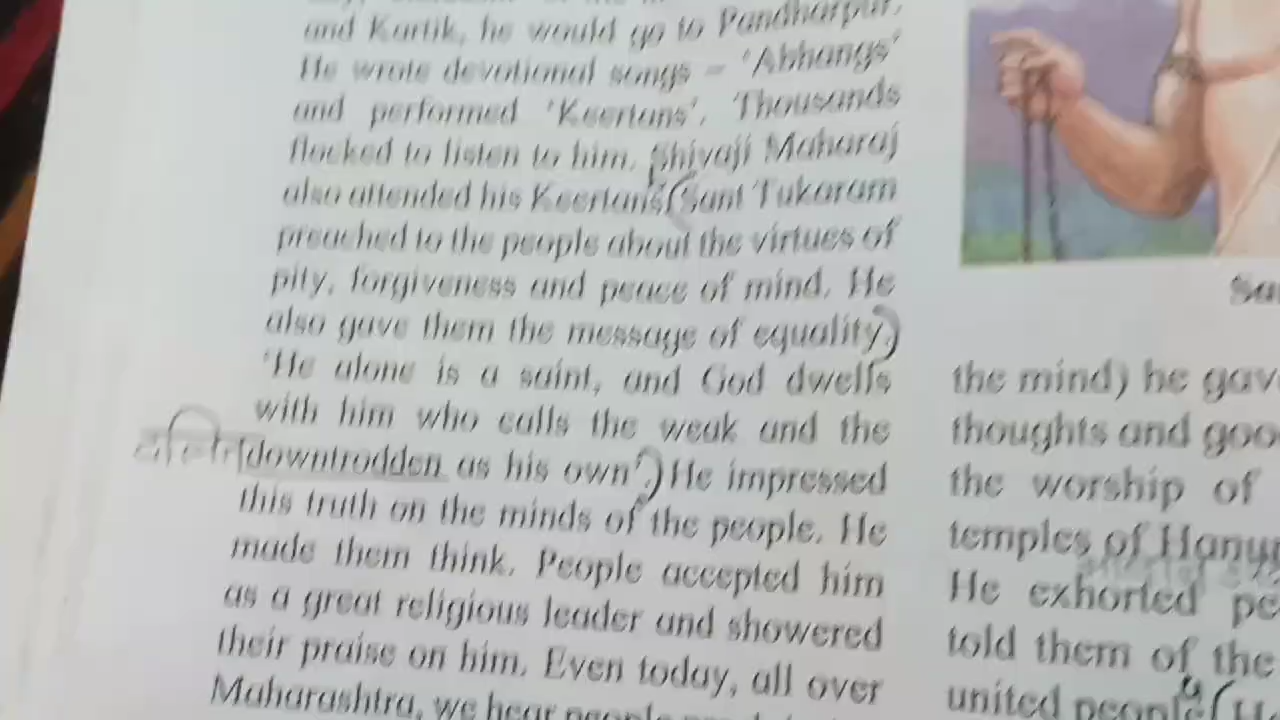 and Kartik, he would go to Pandharpur.
He wrote devotional songs – 'Abhangs'
and performed 'Keertans'. Thousands
flocked to listen to him. Shivaji Maharaj
also attended his Keertans. Sant Tukaram
preached to the people about the virtues of
pity, forgiveness and peace of mind. He
also gave them the message of equality.
'He alone is a saint, and God dwells
with him who calls the weak and the
downtrodden as his own'. He impressed
this truth on the minds of the people. He
made them think. People accepted him
as a great religious leader and showered
their praise on him. Even today, all over
Maharashtra, we hear people
the mind) he gav
thoughts and goo
the worship of
temples of Hanu
He exhorted pe
told them of the
united people